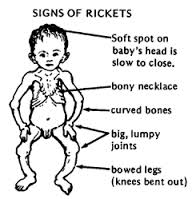 SIGNS OF RICKETS
Soft spot on
baby's head is
slow to close.
bony necklace
curved bones
big, lumpy
joints
bowed legs
(knees bent out)